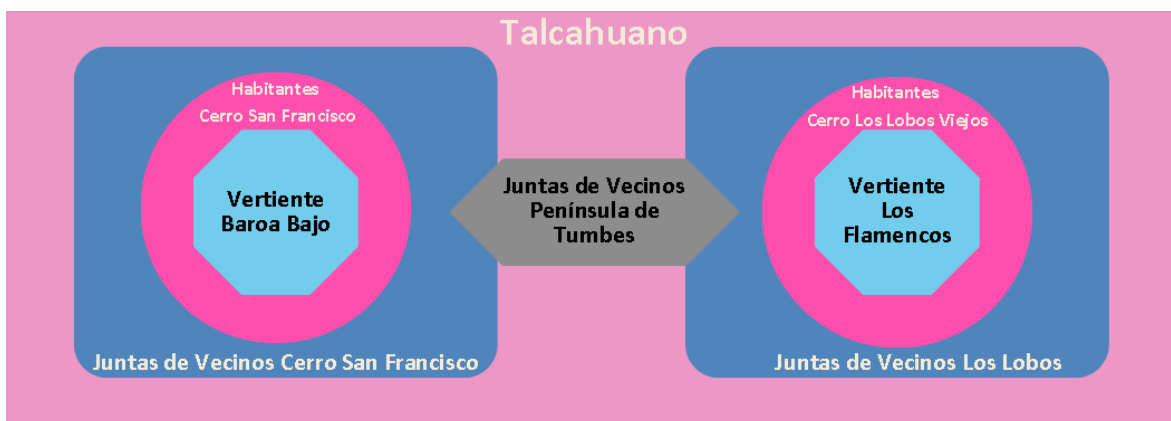 Talcahuano
Habitantes
Cerro San Francisco
Vertiente
Baroa Bajo
Juntas de Vecinos Cerro San Francisco
Juntas de Vecinos
Península de
Tumbes
Habitantes
Cerro Los Lobos Viejos
Vertiente
Los
Flamencos
Juntas de Vecinos Los Lobos